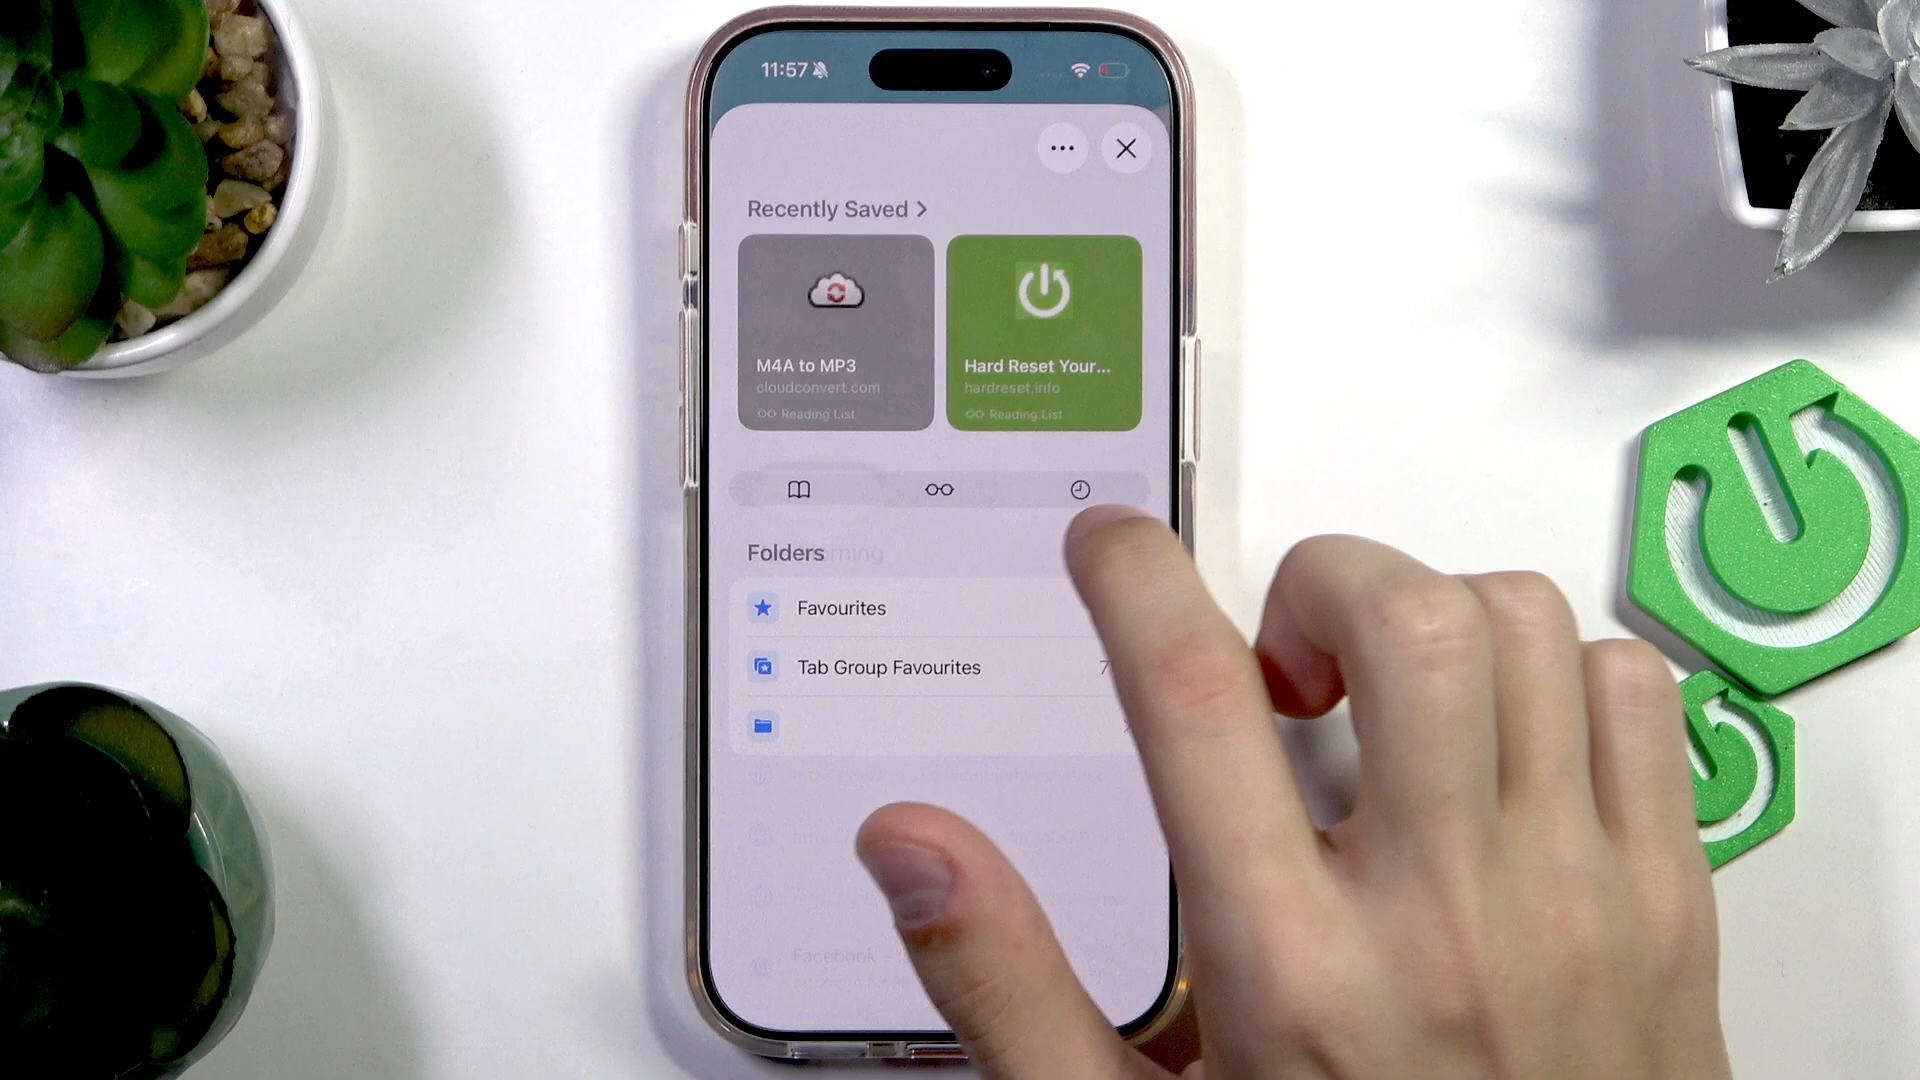 11:57
Recently Saved
M4A to MP3
cloudconvert.com
Reading List
Hard Reset Your...
hardreset.info
Reading List
Folders
Favourites
Tab Group Favourites
7
Facebook